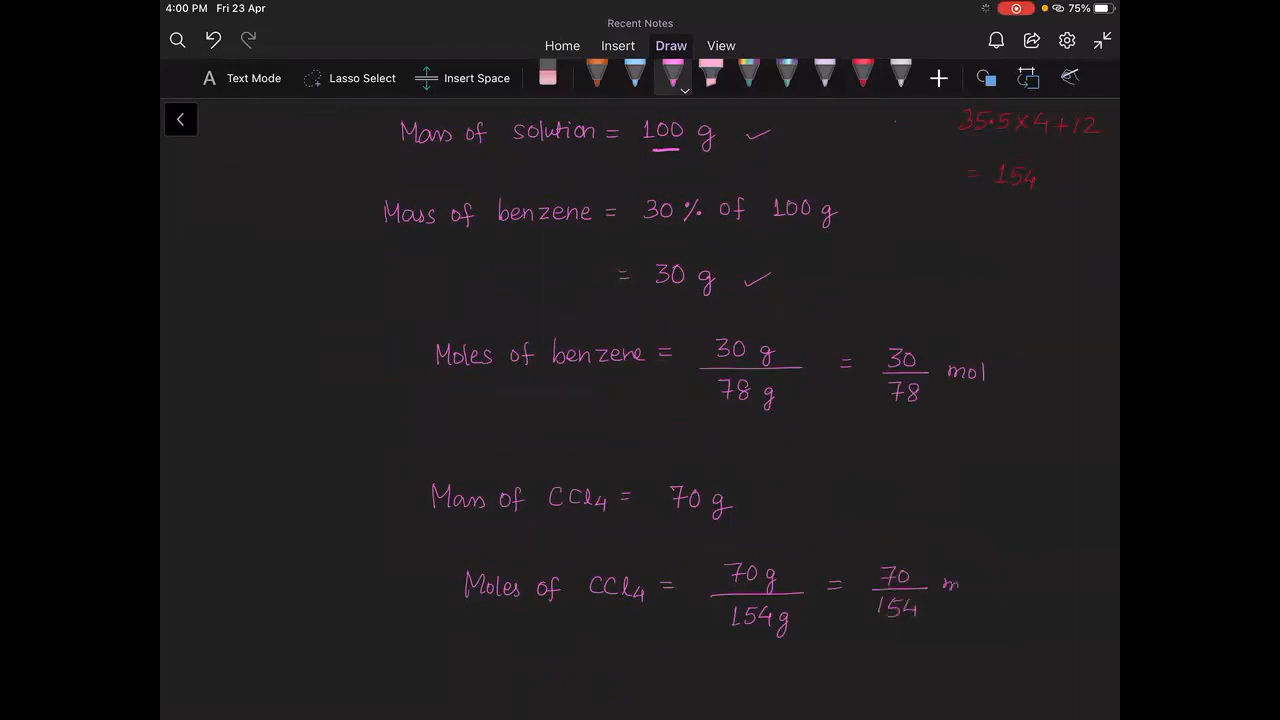 4:00 PM Fri 23 Apr
75%
Recent Notes
Home Insert Draw View
A Text Mode Lasso Select Insert Space
Mass of solution = 100 g ✓
35.5 × 4 + 12
= 154
Mass of benzene = 30 % of 100 g
= 30 g ✓
Moles of benzene = 30 g / 78 g = 30 / 78 mol
Mass of CCl4 = 70 g
Moles of CCl4 = 70 g / 154 g = 70 / 154 m